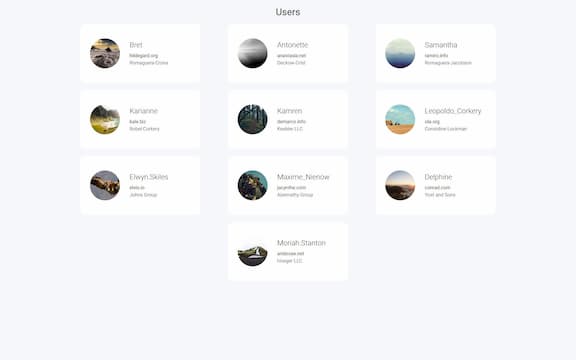 Users
Bret
hildegard.org
Romaguera-Crona
Antonette
anastasia.net
Deckow-Crist
Samantha
ramiro.info
Romaguera-Jacobson
Karianne
kale.biz
Robel-Corkery
Kamren
demarco.info
Keebler LLC
Leopoldo_Corkery
ola.org
Considine-Lockman
Elwyn.Skiles
elvis.io
Johns Group
Maxime_Nienow
jacynthe.com
Abernathy Group
Delphine
conrad.com
Yost and Sons
Moriah.Stanton
ambrose.net
Hoeger LLC